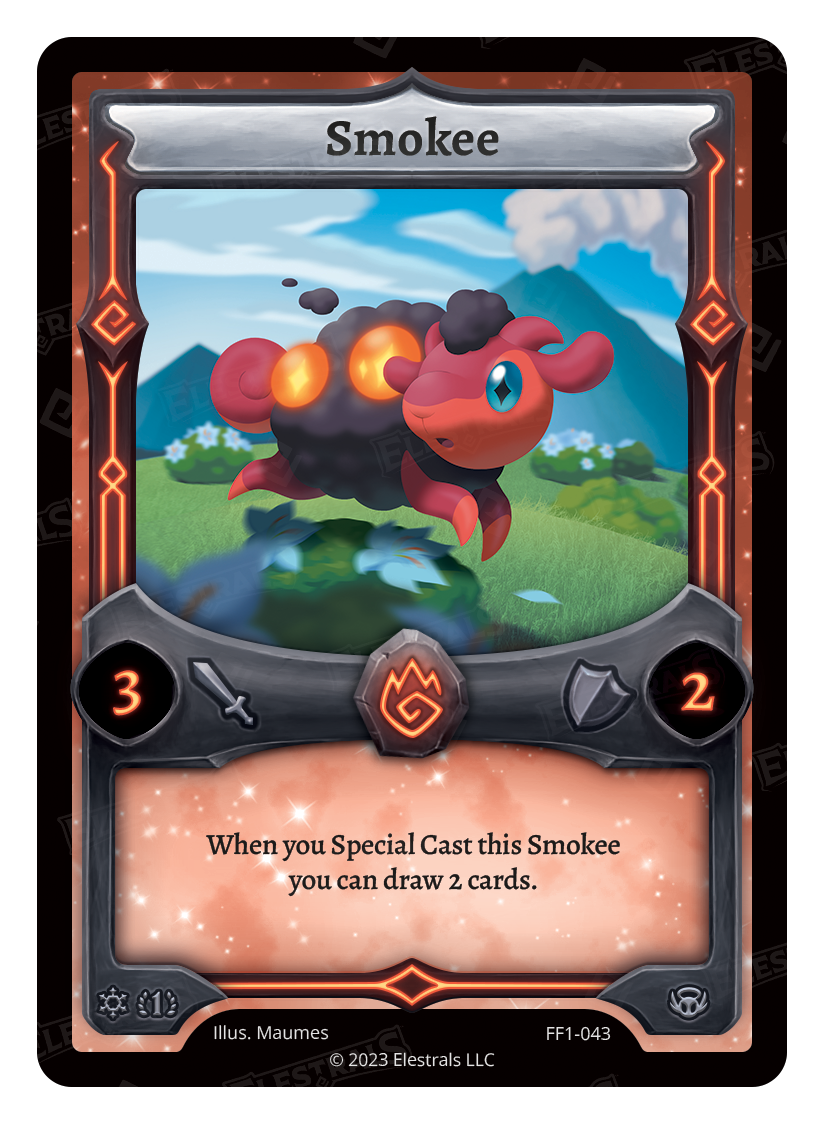 Smokee
3
2
When you Special Cast this Smokee
you can draw 2 cards.
1
Illus. Maumes
FF1-043
© 2023 Elestrals LLC
ELESTRALS